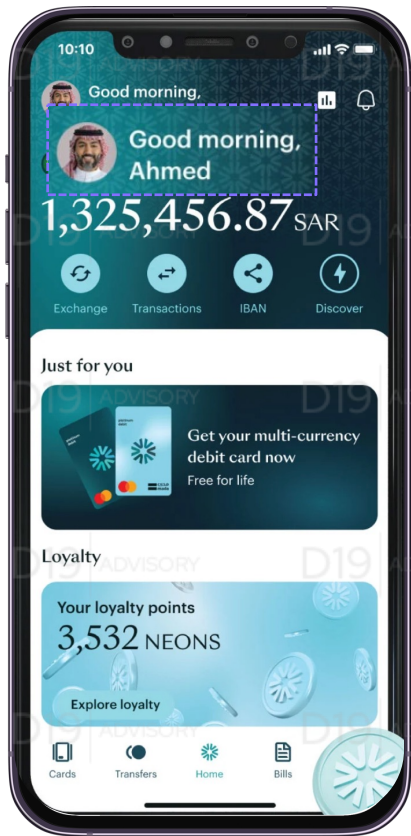 10:10
Good morning,
Good morning,
Ahmed
1,325,456.87 SAR
Exchange
Transactions
IBAN
Discover
Just for you
Get your multi-currency
debit card now
Free for life
Loyalty
Your loyalty points
3,532 NEONS
Explore loyalty
Cards
Transfers
Home
Bills
D19 ADVISORY